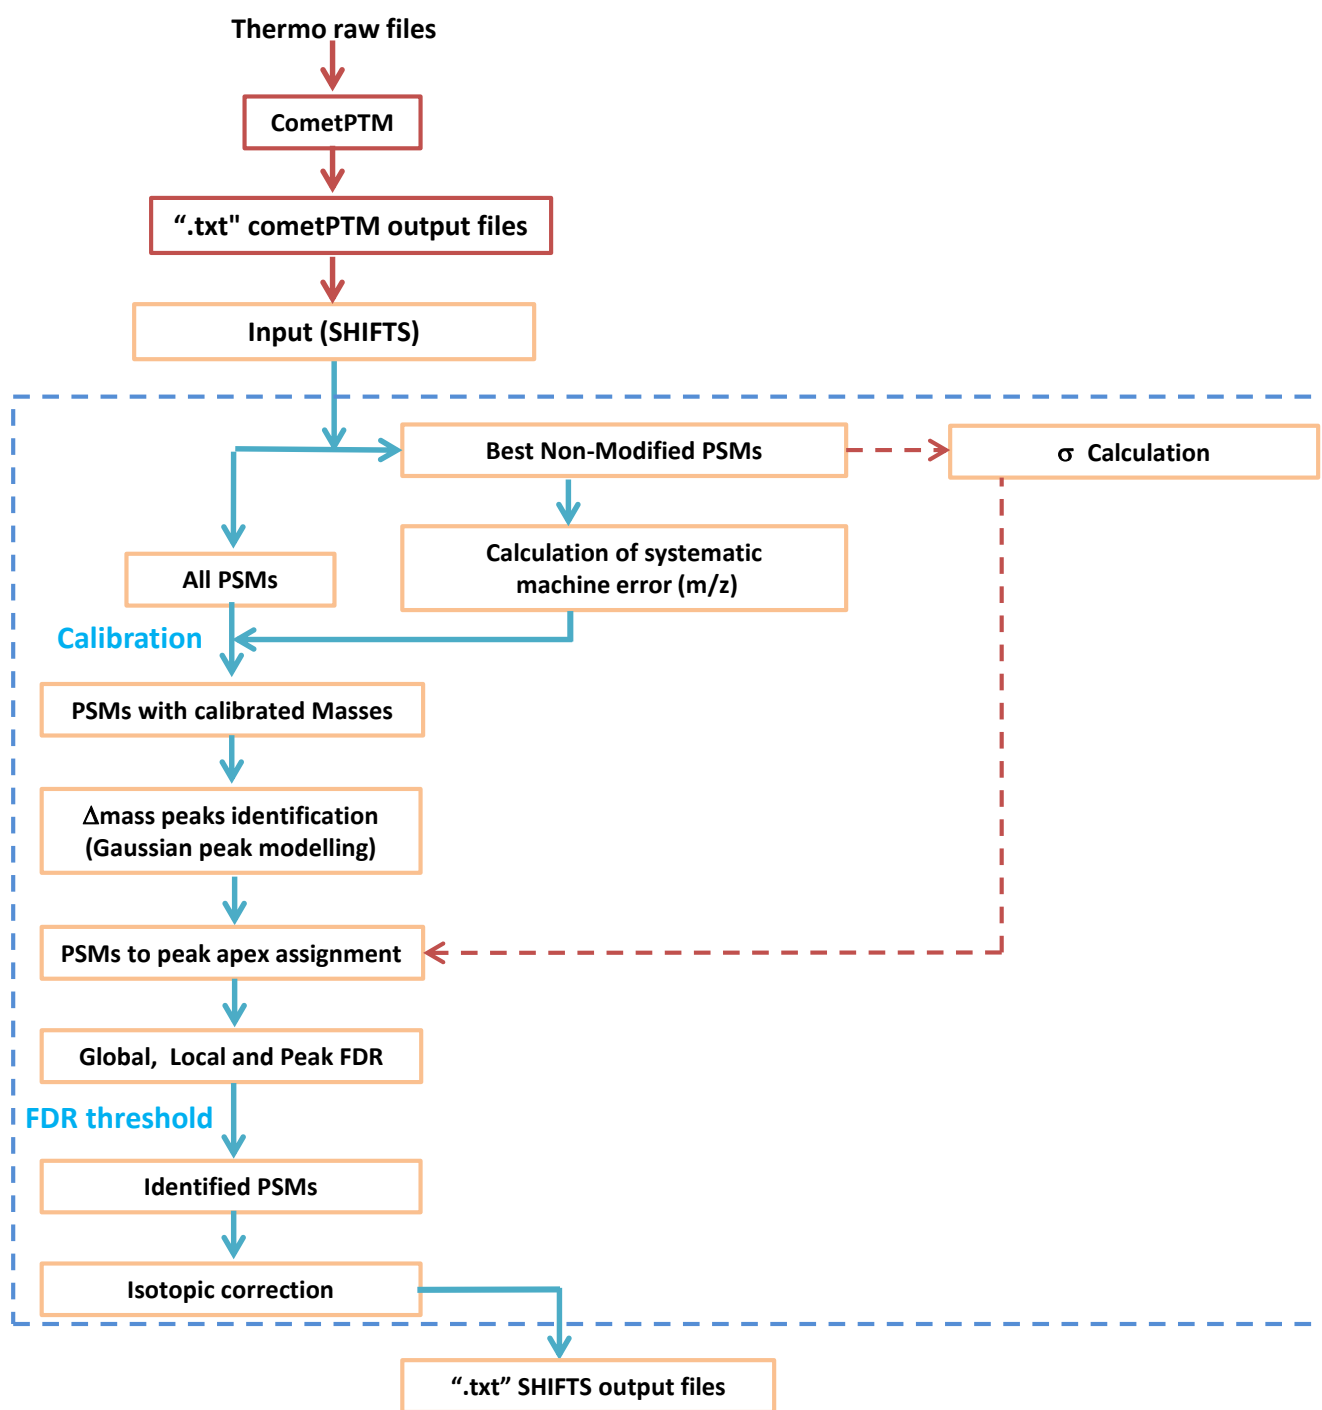 Thermo raw files
CometPTM
“.txt" cometPTM output files
Input (SHIFTS)
Best Non-Modified PSMs
σ Calculation
Calculation of systematic
machine error (m/z)
All PSMs
Calibration
PSMs with calibrated Masses
Δmass peaks identification
(Gaussian peak modelling)
PSMs to peak apex assignment
Global, Local and Peak FDR
FDR threshold
Identified PSMs
Isotopic correction
“.txt” SHIFTS output files